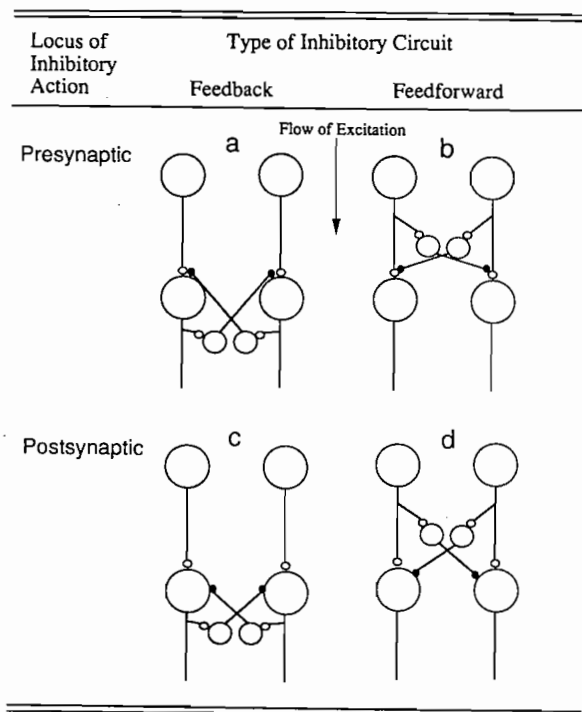 Locus of
Inhibitory
Action
Type of Inhibitory Circuit
Feedback
Feedforward
Flow of Excitation
Presynaptic
a
b
Postsynaptic
c
d